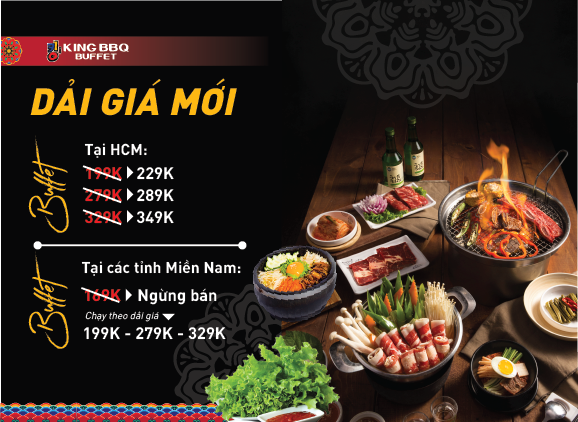 KING BBQ
BUFFET
DẢI GIÁ MỚI
Buffet
Tại HCM:
199K 229K
279K 289K
329K 349K
Buffet
Tại các tỉnh Miền Nam:
169K Ngừng bán
Chạy theo dải giá
199K - 279K - 329K